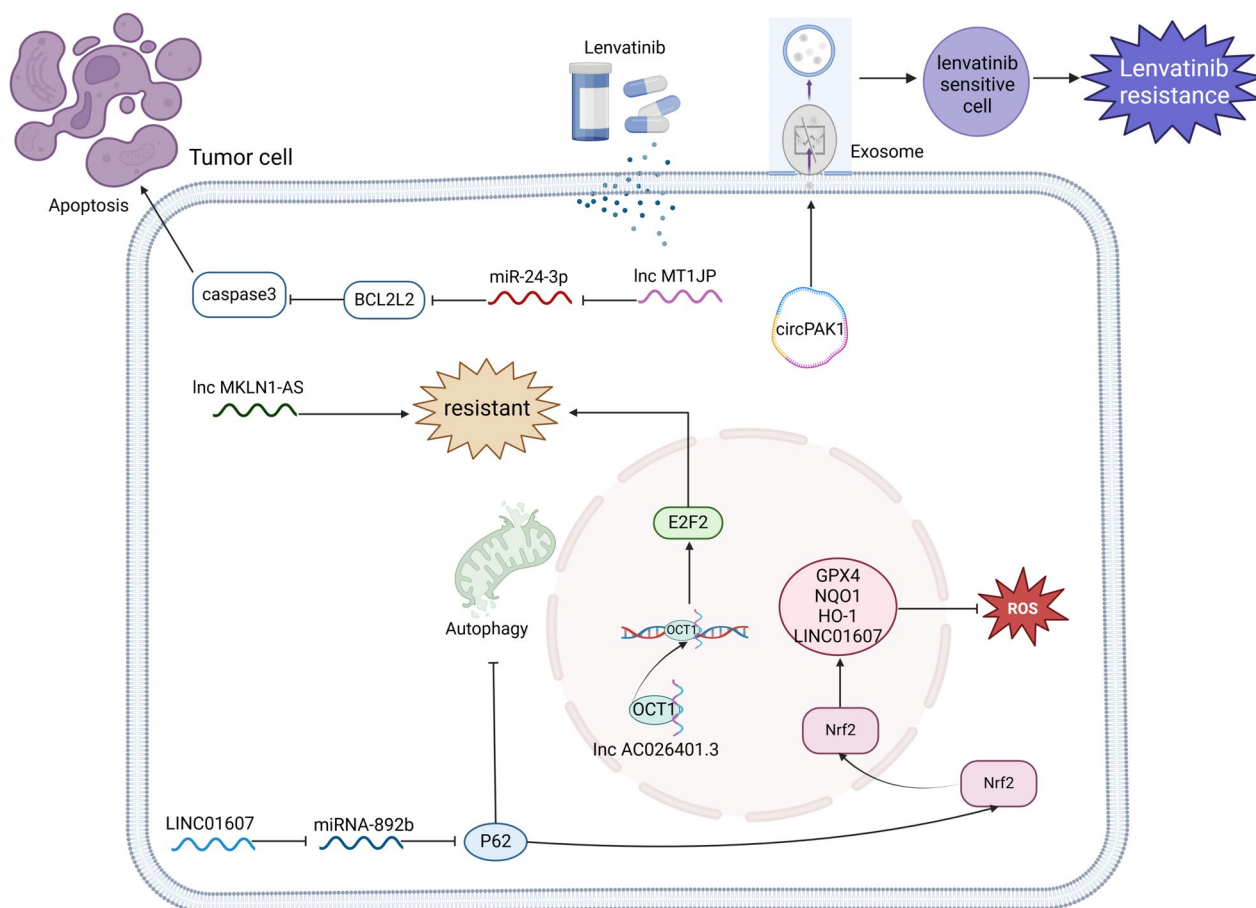 Lenvatinib
lenvatinib
sensitive
cell
Lenvatinib
resistance
Exosome
Tumor cell
Apoptosis
caspase3
BCL2L2
miR-24-3p
lnc MT1JP
circPAK1
lnc MKLN1-AS
resistant
E2F2
Autophagy
OCT1
OCT1
lnc AC026401.3
GPX4
NQO1
HO-1
LINC01607
ROS
Nrf2
Nrf2
LINC01607
miRNA-892b
P62